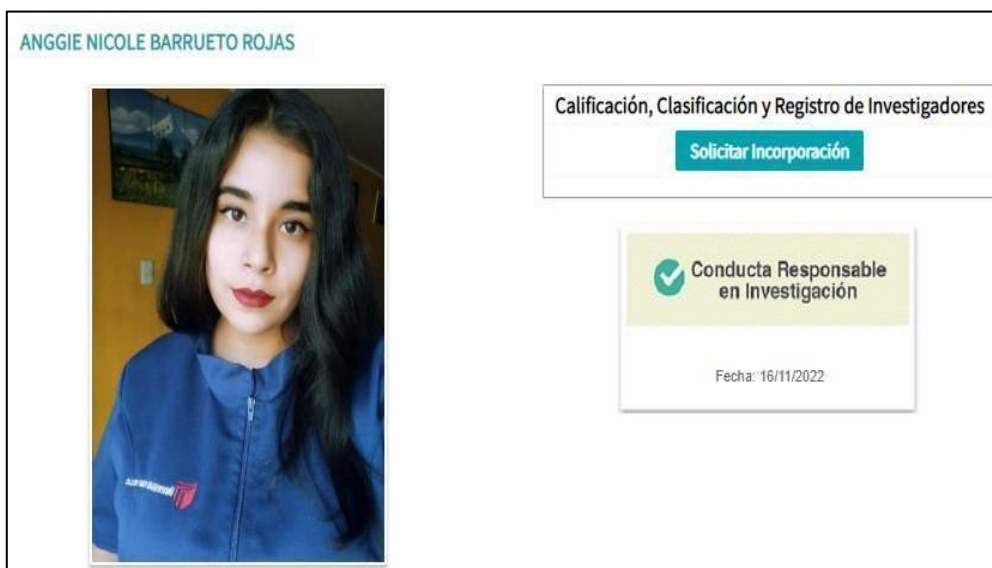 ANGGIE NICOLE BARRUETO ROJAS
Calificación, Clasificación y Registro de Investigadores
Solicitar Incorporación
Conducta Responsable
en Investigación
Fecha: 16/11/2022